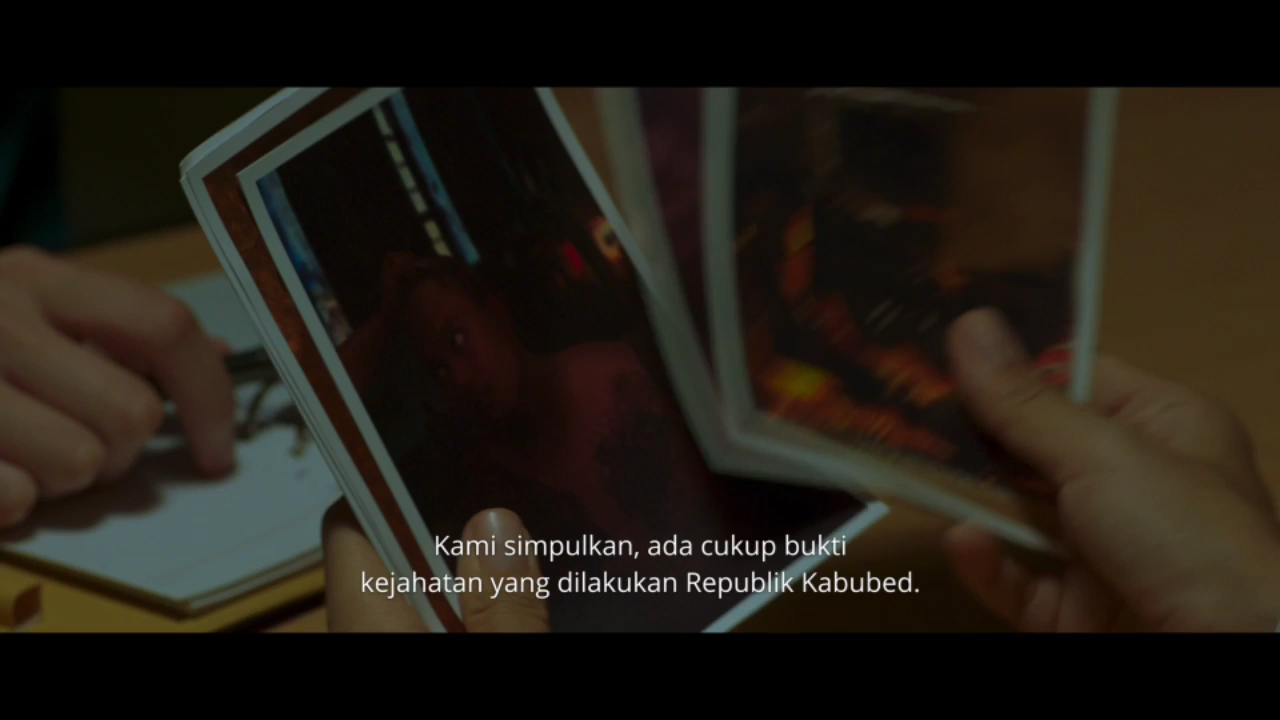 Kami simpulkan, ada cukup bukti
kejahatan yang dilakukan Republik Kabubed.